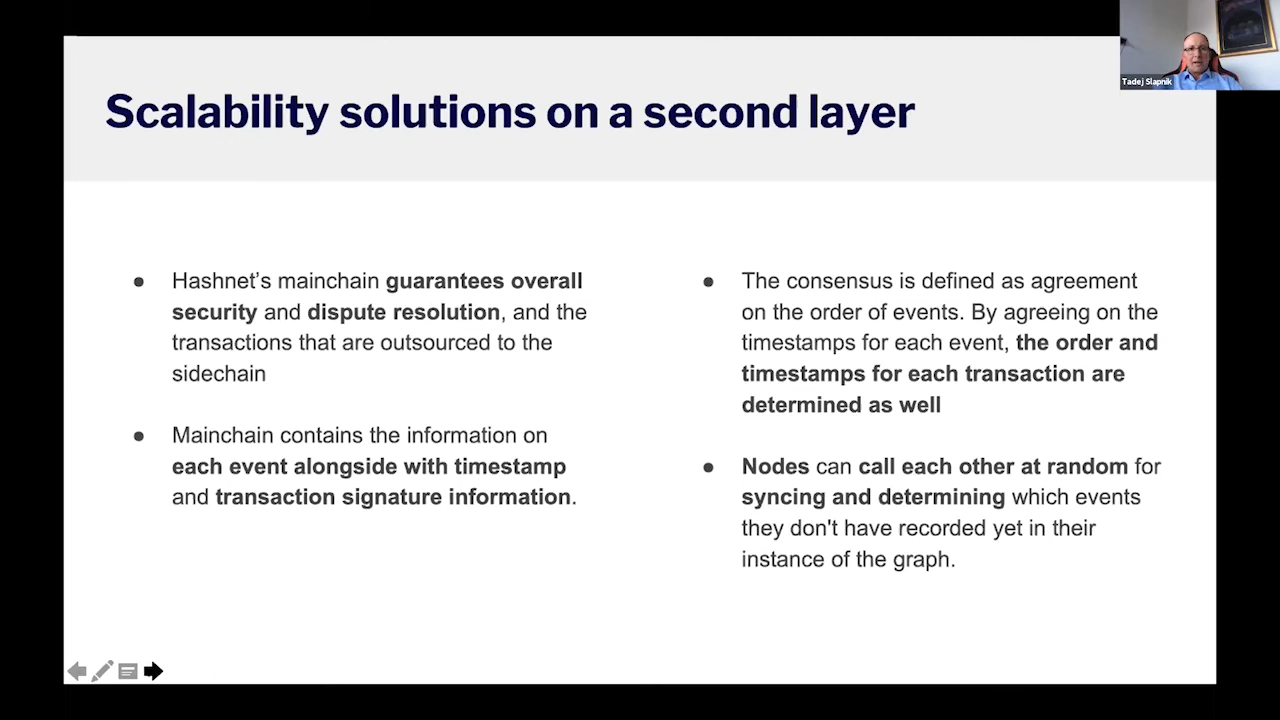 Scalability solutions on a second layer
Tadej Slapnik
● Hashnet’s mainchain guarantees overall
security and dispute resolution, and the
transactions that are outsourced to the
sidechain
● Mainchain contains the information on
each event alongside with timestamp
and transaction signature information.
● The consensus is defined as agreement
on the order of events. By agreeing on the
timestamps for each event, the order and
timestamps for each transaction are
determined as well
● Nodes can call each other at random for
syncing and determining which events
they don't have recorded yet in their
instance of the graph.